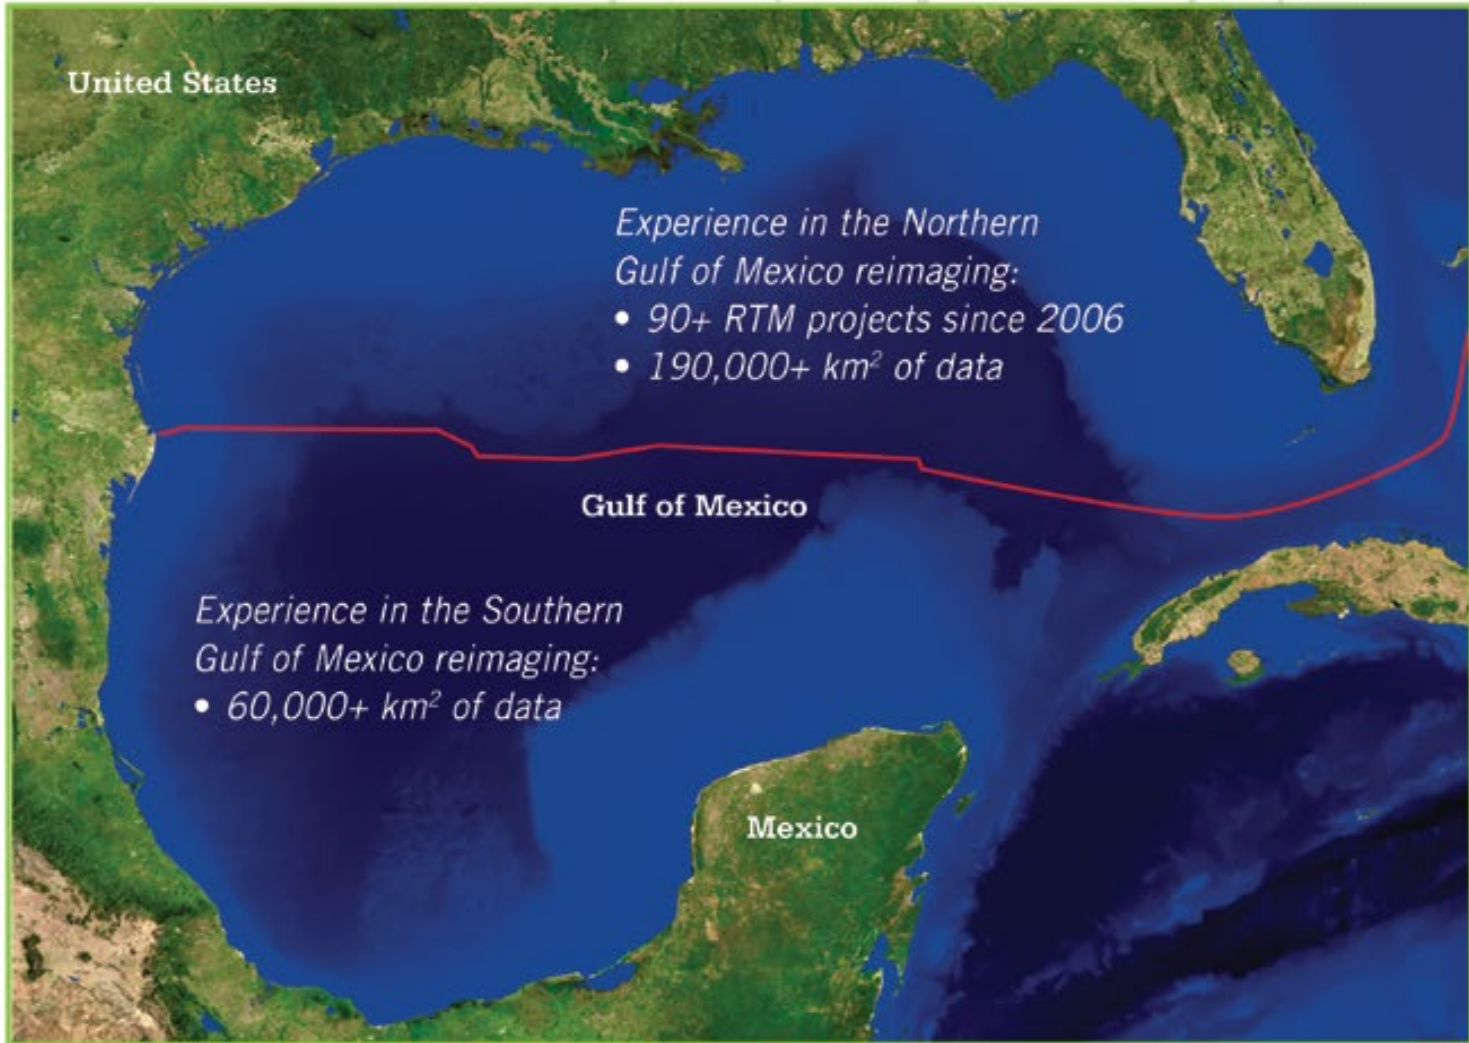 United States
Experience in the Northern
Gulf of Mexico reimaging:
• 90+ RTM projects since 2006
• 190,000+ km² of data
Gulf of Mexico
Experience in the Southern
Gulf of Mexico reimaging:
• 60,000+ km² of data
Mexico